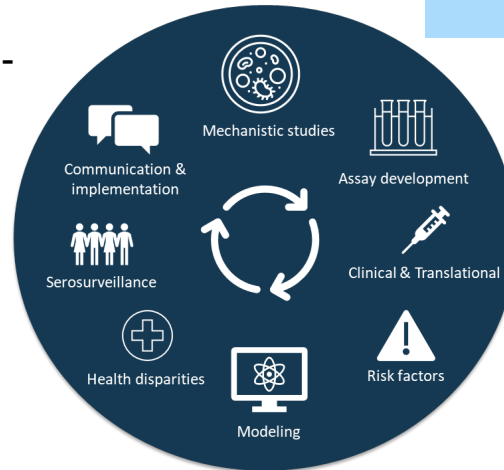 -
Mechanistic studies
Assay development
Clinical & Translational
Risk factors
Modeling
Health disparities
Serosurveillance
Communication &
implementation